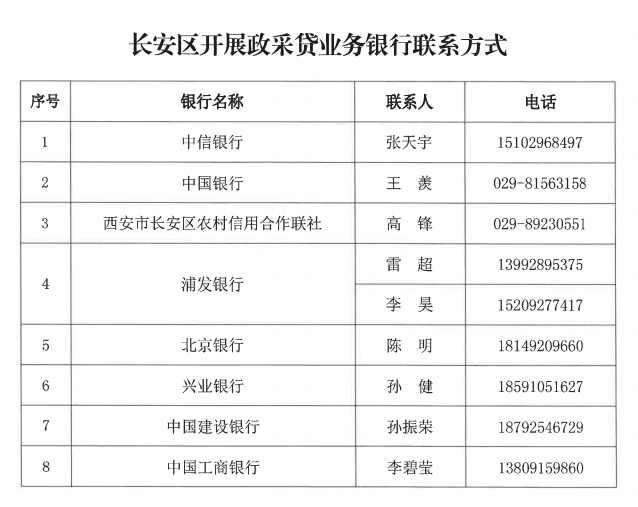 长安区开展政采贷业务银行联系方式
序号 银行名称 联系人 电话
1 中信银行 张天宇 15102968497
2 中国银行 王 羡 029-81563158
3 西安市长安区农村信用合作联社 高 锋 029-89230551
4 浦发银行 雷 超 13992895375
李 昊 15209277417
5 北京银行 陈 明 18149209660
6 兴业银行 孙 健 18591051627
7 中国建设银行 孙振荣 18792546729
8 中国工商银行 李碧莹 13809159860